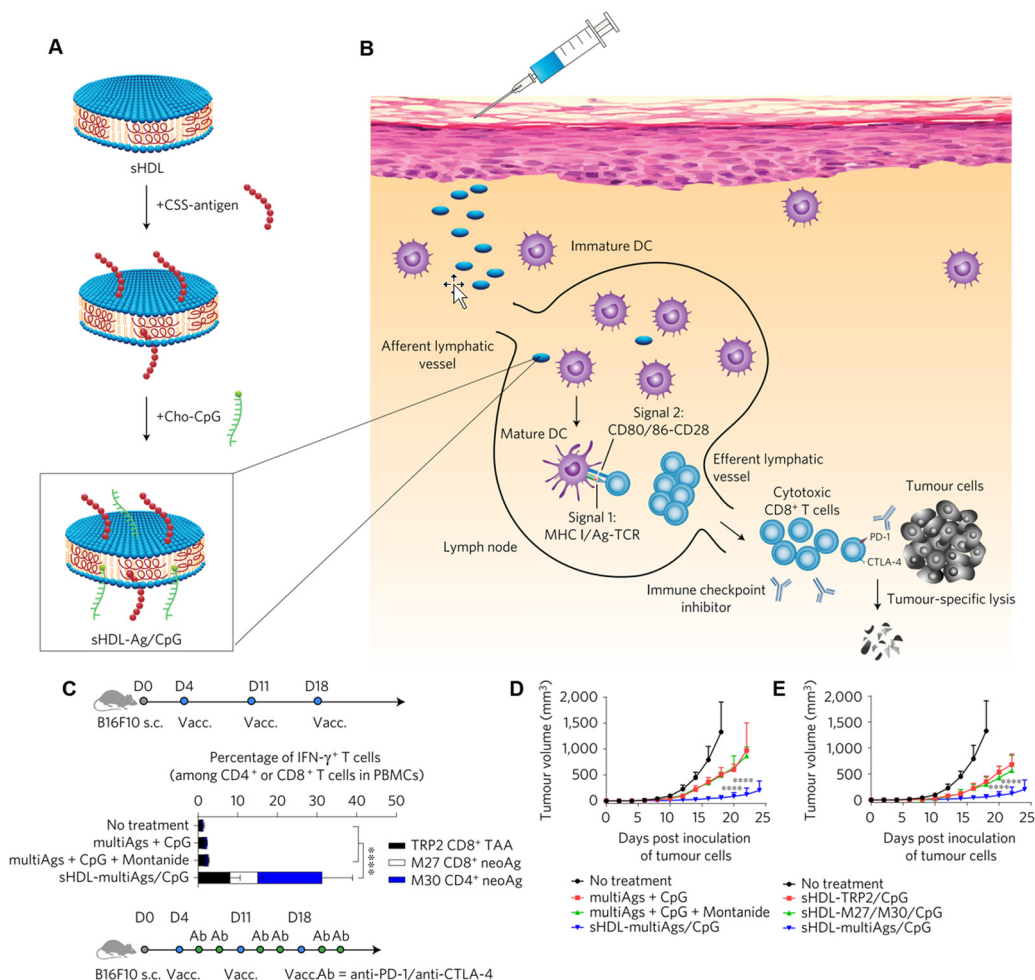 A
sHDL
+CSS-antigen
+Cho-CpG
sHDL-Ag/CpG
B
Immature DC
Afferent lymphatic
vessel
Signal 2:
CD80/86-CD28
Mature DC
Signal 1:
MHC I/Ag-TCR
Lymph node
Efferent lymphatic
vessel
Cytotoxic
CD8⁺ T cells
Tumour cells
PD-1
CTLA-4
Immune checkpoint
inhibitor
Tumour-specific lysis
C
D0 D4 D11 D18
B16F10 s.c. Vacc. Vacc. Vacc.
Percentage of IFN-γ⁺ T cells
(among CD4⁺ or CD8⁺ T cells in PBMCs)
0 10 20 30 40 50
No treatment
multiAgs + CpG
multiAgs + CpG + Montanide
sHDL-multiAgs/CpG
****
TRP2 CD8⁺ TAA
M27 CD8⁺ neoAg
M30 CD4⁺ neoAg
D0 D4 D11 D18
Ab Ab Ab Ab Ab Ab
B16F10 s.c. Vacc. Vacc. Vacc. Ab = anti-PD-1/anti-CTLA-4
D
Tumour volume (mm³)
2,000
1,500
1,000
500
0
**** ****
0 5 10 15 20 25
Days post inoculation
of tumour cells
No treatment
multiAgs + CpG
multiAgs + CpG + Montanide
sHDL-multiAgs/CpG
E
Tumour volume (mm³)
2,000
1,500
1,000
500
0
**** ****
0 5 10 15 20 25
Days post inoculation
of tumour cells
No treatment
sHDL-TRP2/CpG
sHDL-M27/M30/CpG
sHDL-multiAgs/CpG